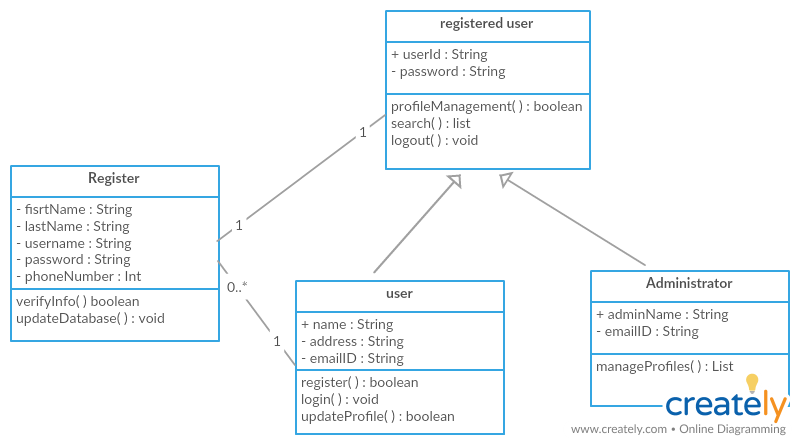 registered user
+ userId : String
- password : String
profileManagement( ) : boolean
search( ) : list
logout( ) : void
1
1
Register
- fisrtName : String
- lastName : String
- username : String
- password : String
- phoneNumber : Int
verifyInfo( ) boolean
updateDatabase( ) : void
0..*
1
user
+ name : String
- address : String
- emailID : String
register( ) : boolean
login( ) : void
updateProfile( ) : boolean
Administrator
+ adminName : String
- emailID : String
manageProfiles( ) : List
creately
www.creately.com • Online Diagramming